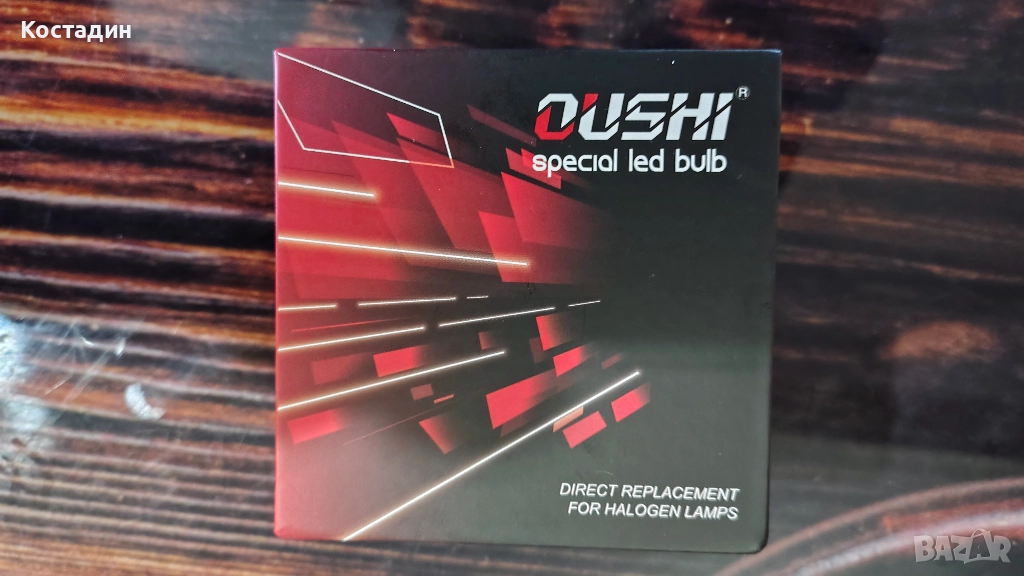 Костадин
OUSHI®
special led bulb
DIRECT REPLACEMENT
FOR HALOGEN LAMPS
BAZAR